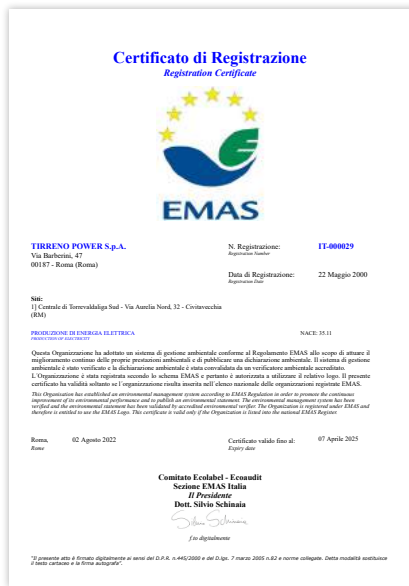 Certificato di Registrazione
Registration Certificate
EMAS
TIRRENO POWER S.p.A.
Via Barberini, 47
00187 - Roma (Roma)
N. Registrazione: IT-000029
Registration Number
Data di Registrazione: 22 Maggio 2000
Registration Date
Siti:
1] Centrale di Torrevaldaliga Sud - Via Aurelia Nord, 32 - Civitavecchia
(RM)
PRODUZIONE DI ENERGIA ELETTRICA NACE: 35.11
PRODUCTION OF ELECTRICITY
Questa Organizzazione ha adottato un sistema di gestione ambientale conforme al Regolamento EMAS allo scopo di attuare il
miglioramento continuo delle proprie prestazioni ambientali e di pubblicare una dichiarazione ambientale. Il sistema di gestione
ambientale è stato verificato e la dichiarazione ambientale è stata convalidata da un verificatore ambientale accreditato.
L'Organizzazione è stata registrata secondo lo schema EMAS e pertanto è autorizzata a utilizzare il relativo logo. Il presente
certificato ha validità soltanto se l'organizzazione risulta inserita nell'elenco nazionale delle organizzazioni registrate EMAS.
This Organisation has established an environmental management system according to EMAS Regulation in order to promote the continuous
improvement of its environmental performance and to publish an environmental statement. The environmental management system has been
verified and the environmental statement has been validated by accredited environmental verifier. The Organization is registered under EMAS and
therefore is entitled to use the EMAS Logo. This certificate is valid only if the Organization is listed into the national EMAS Register.
Roma, 02 Agosto 2022
Rome
Certificato valido fino al: 07 Aprile 2025
Expiry date
Comitato Ecolabel - Ecoaudit
Sezione EMAS Italia
Il Presidente
Dott. Silvio Schinaia
Silvio Schinaia
f.to digitalmente
"Il presente atto è firmato digitalmente ai sensi del D.P.R. n.445/2000 e del D.lgs. 7 marzo 2005 n.82 e norme collegate. Detta modalità sostituisce
il testo cartaceo e la firma autografa".